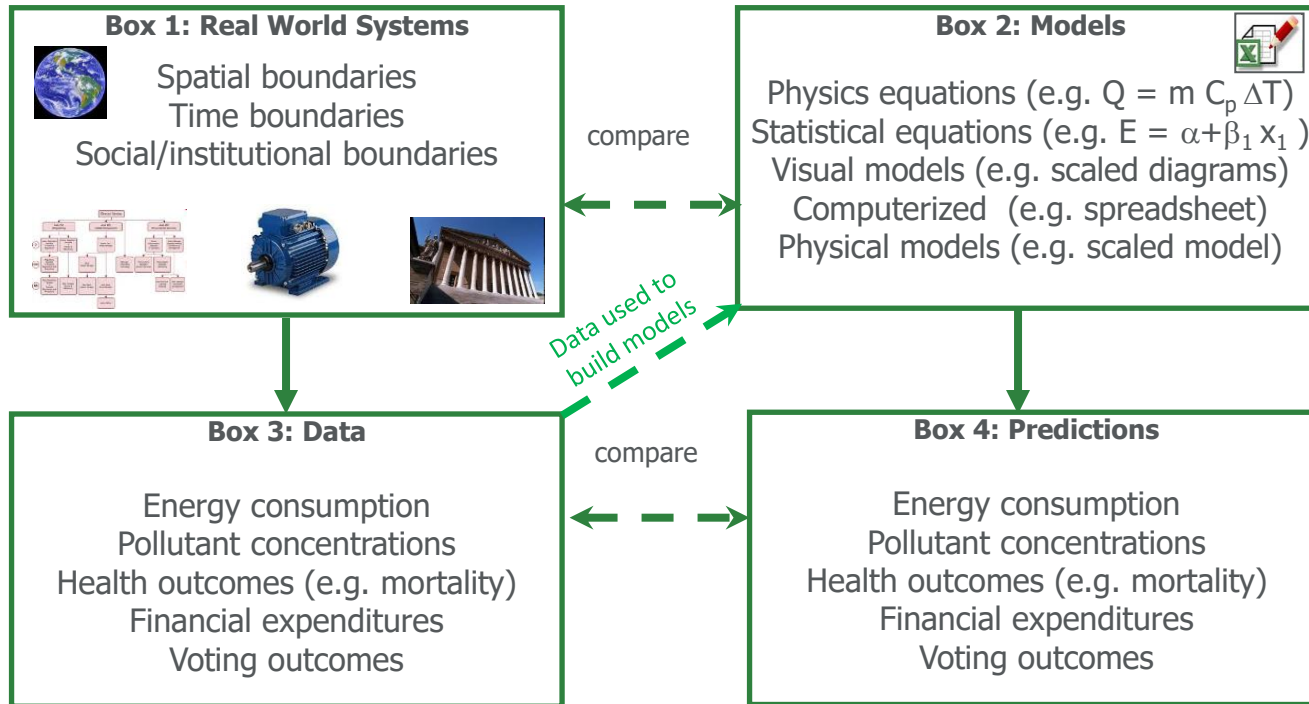 Box 1: Real World Systems
Spatial boundaries
Time boundaries
Social/institutional boundaries
compare
Box 2: Models
Physics equations (e.g. Q = m Cp ΔT)
Statistical equations (e.g. E = α+β1 x1 )
Visual models (e.g. scaled diagrams)
Computerized (e.g. spreadsheet)
Physical models (e.g. scaled model)
Data used to
build models
Box 3: Data
Energy consumption
Pollutant concentrations
Health outcomes (e.g. mortality)
Financial expenditures
Voting outcomes
compare
Box 4: Predictions
Energy consumption
Pollutant concentrations
Health outcomes (e.g. mortality)
Financial expenditures
Voting outcomes